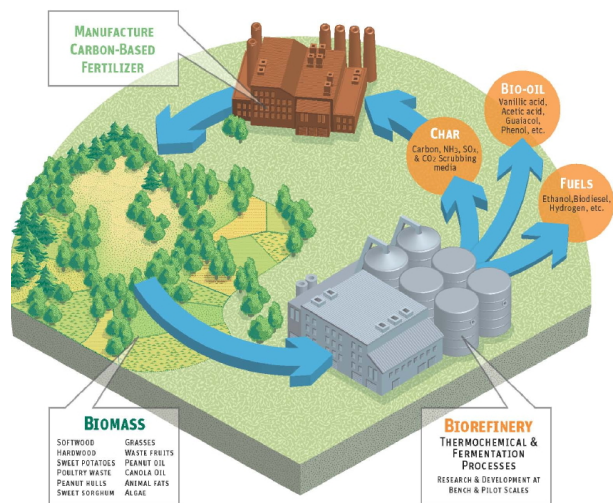 MANUFACTURE
CARBON-BASED
FERTILIZER
BIO-OIL
Vanillic acid,
Acetic acid,
Guaiacol,
Phenol, etc.
CHAR
Carbon, NH3, SOx,
& CO2 Scrubbing
media
FUELS
Ethanol,Biodiesel,
Hydrogen, etc.
BIOMASS
SOFTWOOD GRASSES
HARDWOOD WASTE FRUITS
SWEET POTATOES PEANUT OIL
POULTRY WASTE CANOLA OIL
PEANUT HULLS ANIMAL FATS
SWEET SORGHUM ALGAE
BIOREFINERY
THERMOCHEMICAL &
FERMENTATION
PROCESSES
RESEARCH & DEVELOPMENT AT
BENCH & PILOT SCALES